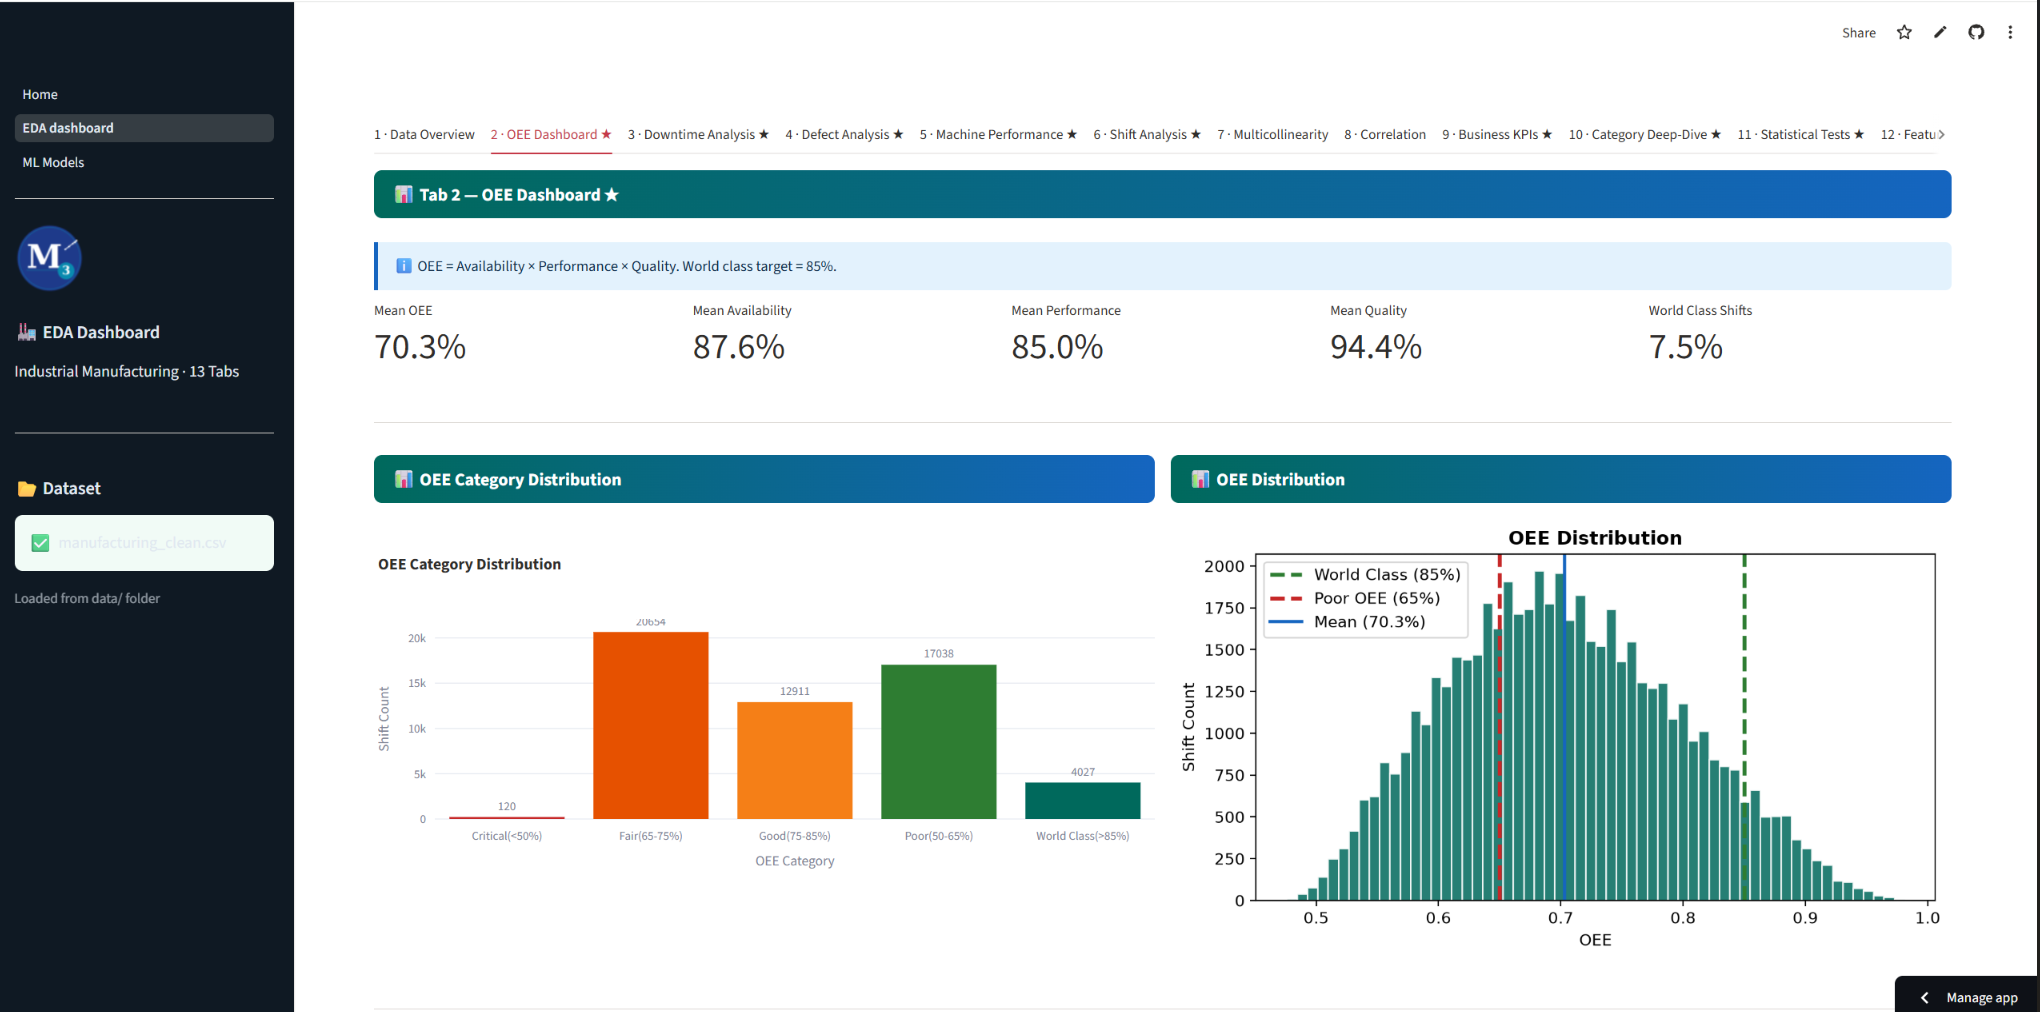 Share
Home
EDA dashboard
ML Models
M
3
EDA Dashboard
Industrial Manufacturing · 13 Tabs
Dataset
manufacturing_clean.csv
Loaded from data/ folder
1 · Data Overview
2 · OEE Dashboard ★
3 · Downtime Analysis ★
4 · Defect Analysis ★
5 · Machine Performance ★
6 · Shift Analysis ★
7 · Multicollinearity
8 · Correlation
9 · Business KPIs ★
10 · Category Deep-Dive ★
11 · Statistical Tests ★
12 · Featu
Tab 2 — OEE Dashboard ★
OEE = Availability × Performance × Quality. World class target = 85%.
Mean OEE
70.3%
Mean Availability
87.6%
Mean Performance
85.0%
Mean Quality
94.4%
World Class Shifts
7.5%
OEE Category Distribution
OEE Category Distribution
Shift Count
20k
15k
10k
5k
0
120
20654
12911
17038
4027
Critical(<50%)
Fair(65-75%)
Good(75-85%)
Poor(50-65%)
World Class(>85%)
OEE Category
OEE Distribution
OEE Distribution
World Class (85%)
Poor OEE (65%)
Mean (70.3%)
Shift Count
2000
1750
1500
1250
1000
750
500
250
0
0.5
0.6
0.7
0.8
0.9
1.0
OEE
Manage app